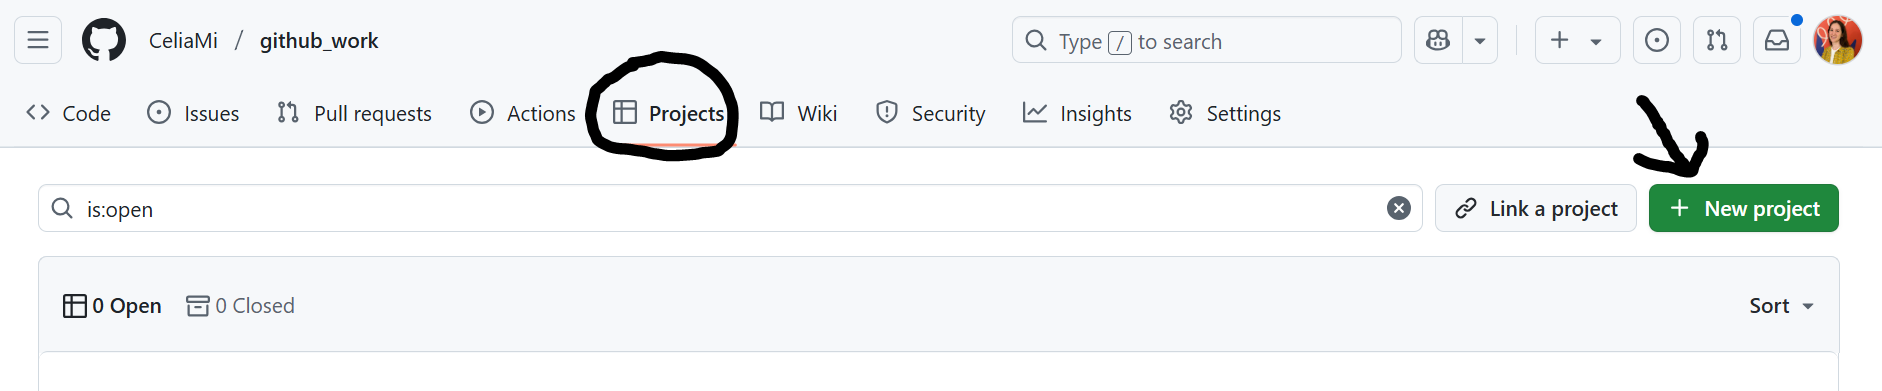 CeliaMi / github_work Type / to search
Code Issues Pull requests Actions Projects Wiki Security Insights Settings
is:open Link a project New project
0 Open 0 Closed Sort